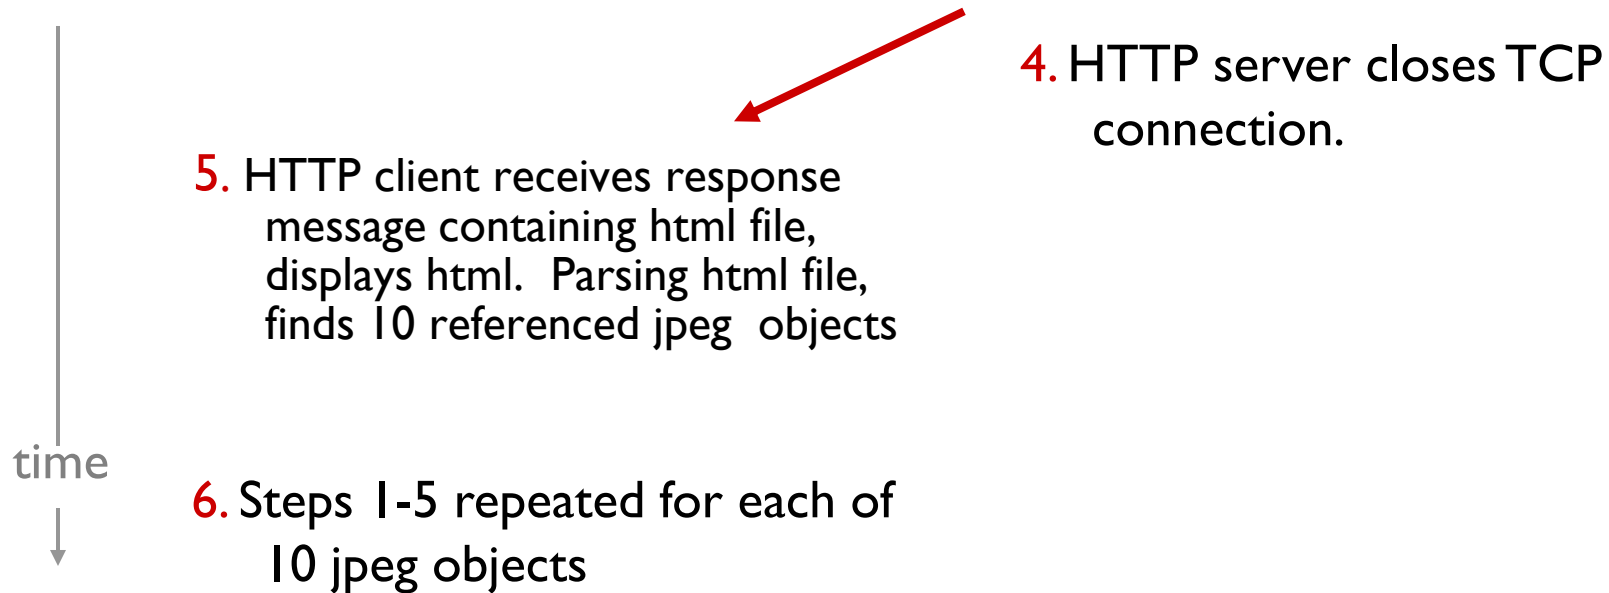 4. HTTP server closes TCP
connection.
5. HTTP client receives response
message containing html file,
displays html. Parsing html file,
finds 10 referenced jpeg objects
time
6. Steps 1-5 repeated for each of
10 jpeg objects